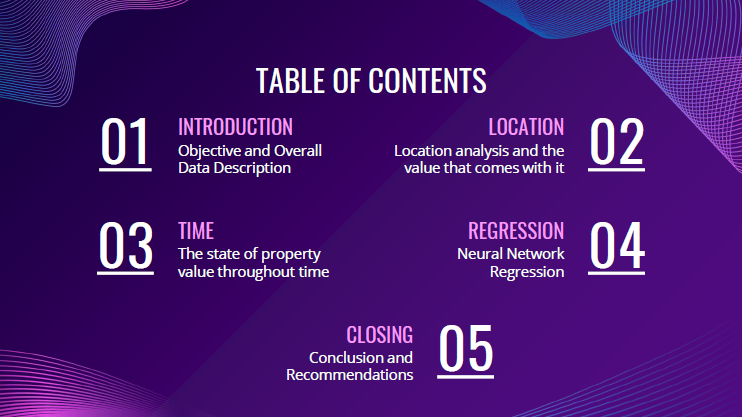 TABLE OF CONTENTS
01
INTRODUCTION
Objective and Overall
Data Description
LOCATION
Location analysis and the
value that comes with it
02
03
TIME
The state of property
value throughout time
REGRESSION
Neural Network
Regression
04
CLOSING
Conclusion and
Recommendations
05